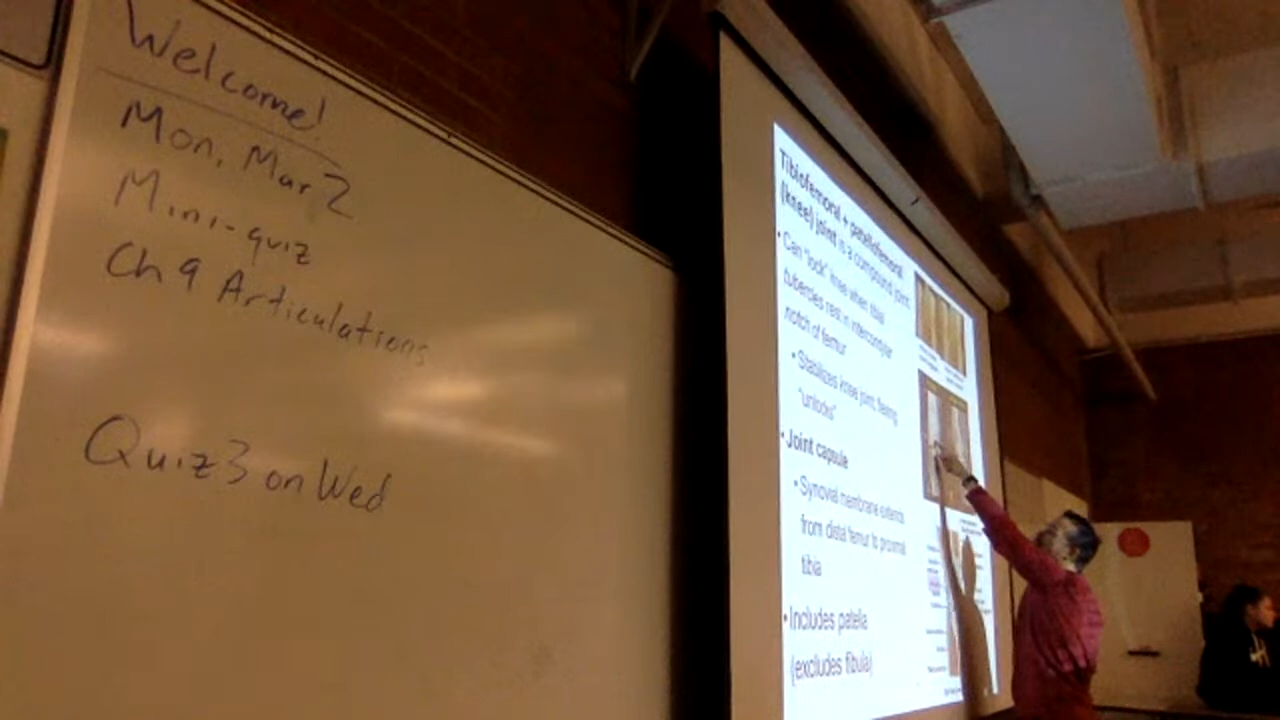 Welcome!
Mon, Mar 2
Mini-quiz
Ch 9 Articulations
Quiz 3 on Wed
Tibiofemoral + patellofemoral
(knee) joint is a compound joint
• Can "lock" knee when tibial
tubercles rest in intercondylar
notch of femur
• Stabilizes knee joint, flexing
"unlocks"
• Joint capsule
• Synovial membrane extends
from distal femur to proximal
tibia
• Includes patella
(excludes fibula)